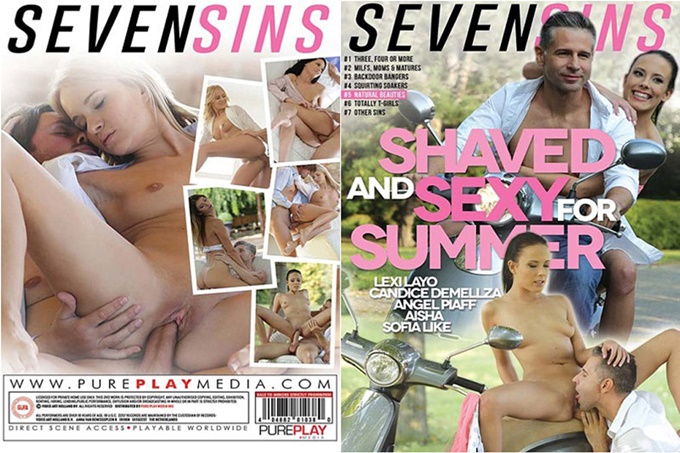 SEVENSINS
WWW.PUREPLAYMEDIA.COM
DIRECT SCENE ACCESS • PLAYABLE WORLDWIDE
PUREPLAY
MEDIA
SEVENSINS
#1 THREE, FOUR OR MORE
#2 MILFS, MOMS & MATURES
#3 BACKDOOR BANGERS
#4 SQUIRTING SOAKERS
#5 NATURAL BEAUTIES
#6 TOTALLY T-GIRLS
#7 OTHER SINS
SHAVED
AND SEXY FOR
SUMMER
LEXI LAYO
CANDICE DEMELLZA
ANGEL PIAFF
AISHA
SOFIA LIKE